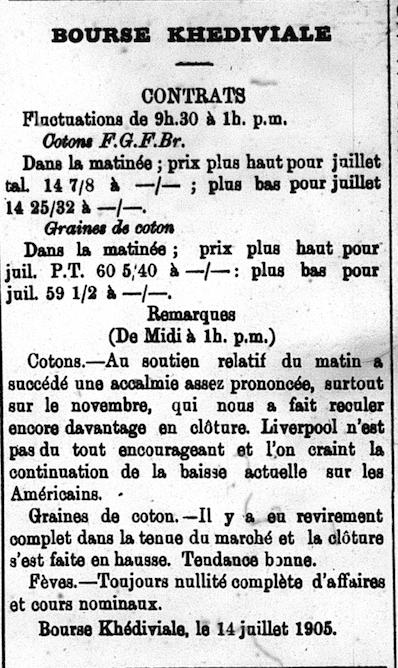 BOURSE KHEDIVIALE
CONTRATS
Fluctuations de 9h.30 à 1h. p.m.
Cotons F.G.F.Br.
Dans la matinée ; prix plus haut pour juillet
tal. 14 7/8 à —/— ; plus bas pour juillet
14 25/32 à —/—.
Graines de coton
Dans la matinée ; prix plus haut pour
juil. P.T. 60 5/40 à —/— : plus bas pour
juil. 59 1/2 à —/—.
Remarques
(De Midi à 1h. p.m.)
Cotons.—Au soutien relatif du matin a
succédé une accalmie assez prononcée, surtout
sur le novembre, qui nous a fait reculer
encore davantage en clôture. Liverpool n'est
pas du tout encourageant et l'on craint la
continuation de la baisse actuelle sur les
Américains.
Graines de coton.—Il y a eu revirement
complet dans la tenue du marché et la clôture
s'est faite en hausse. Tendance bonne.
Fèves.—Toujours nullité complète d'affaires
et cours nominaux.
Bourse Khédiviale, le 14 juillet 1905.